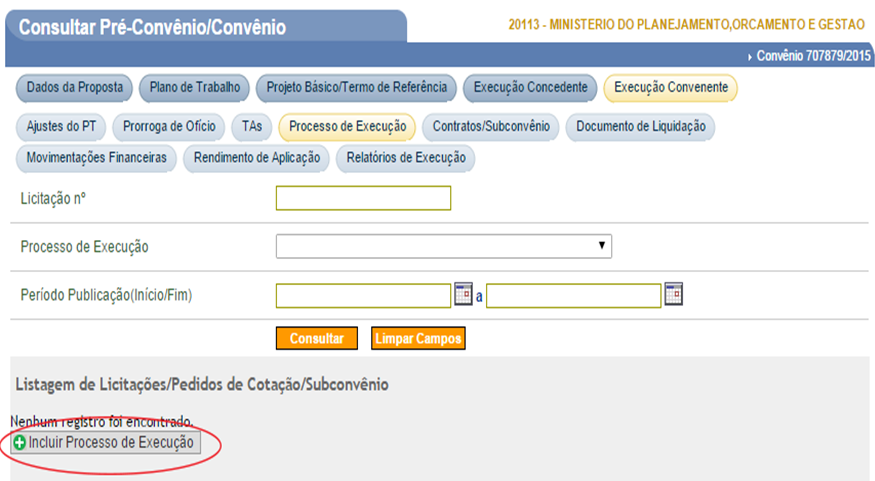 Consultar Pré-Convênio/Convênio
20113 - MINISTERIO DO PLANEJAMENTO,ORCAMENTO E GESTAO
Convênio 707879/2015
Dados da Proposta Plano de Trabalho Projeto Básico/Termo de Referência Execução Concedente Execução Convenente
Ajustes do PT Prorroga de Ofício TAs Processo de Execução Contratos/Subconvênio Documento de Liquidação
Movimentações Financeiras Rendimento de Aplicação Relatórios de Execução
Licitação nº
Processo de Execução
Período Publicação(Início/Fim) a
Consultar Limpar Campos
Listagem de Licitações/Pedidos de Cotação/Subconvênio
Nenhum registro foi encontrado.
Incluir Processo de Execução